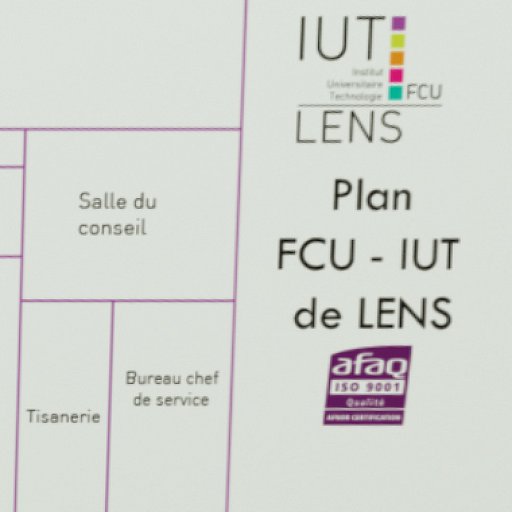 IUT
Institut
Universitaire
Technologie
FCU
LENS
Plan
FCU - IUT
de LENS
afaq
ISO 9001
Qualité
AFNOR CERTIFICATION
Salle du
conseil
Bureau chef
de service
Tisanerie